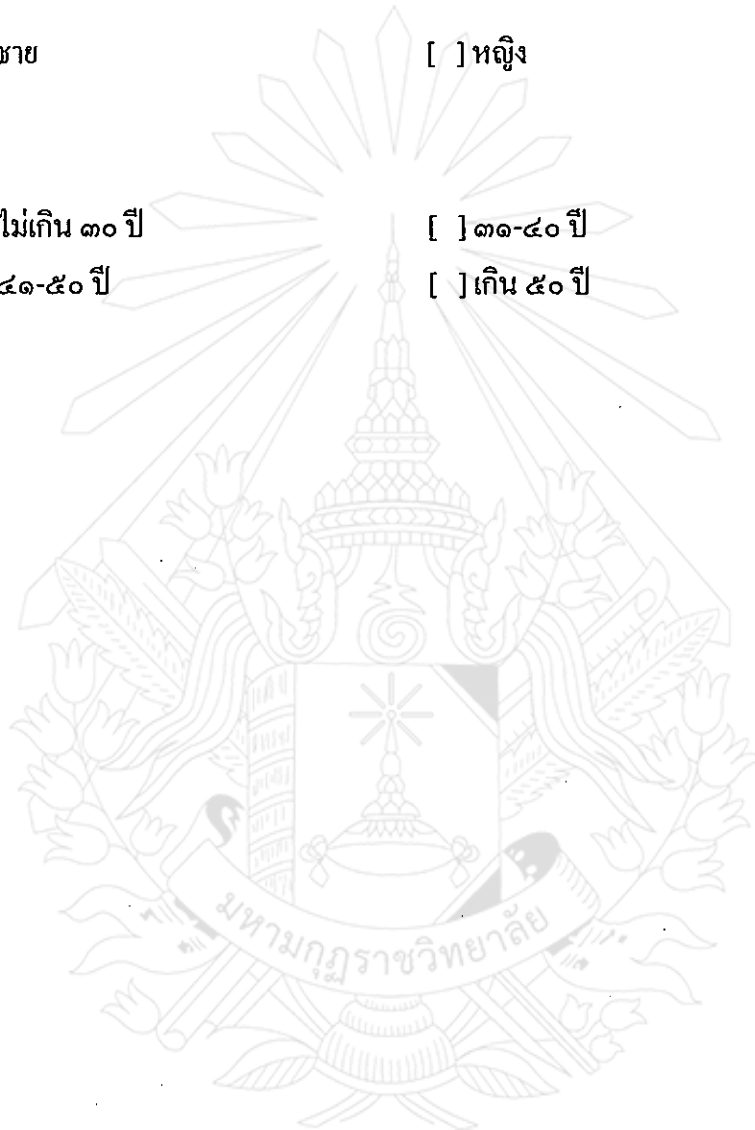 ชาย [ ] หญิง
ไม่เกิน ๓๐ ปี [ ] ๓๑-๔๐ ปี
๔๑-๕๐ ปี [ ] เกิน ๕๐ ปี
มหามกุฏราชวิทยาลัย